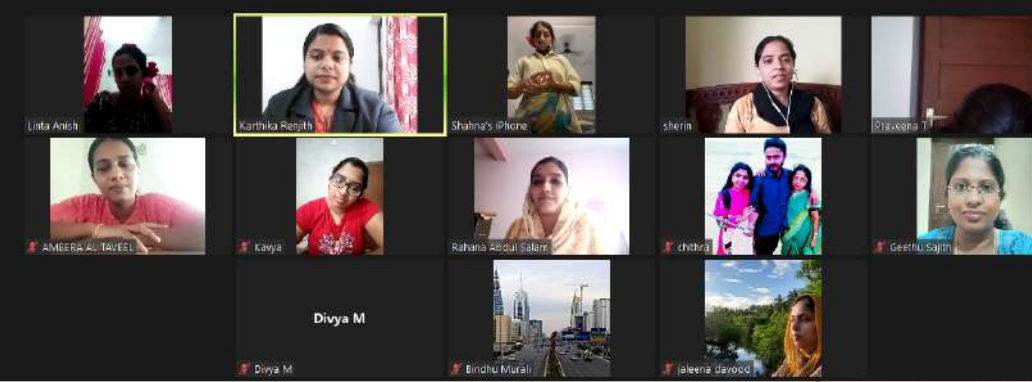 Linta Anish
Karthika Renjith
Shahna's iPhone
sherin
Praveena T
AMEERA AL TAVEEL
Kavya
Rahana Abdul Salam
chithra
Geethu Sajith
Divya M
Divya M
Bindhu Murali
jaleena davood